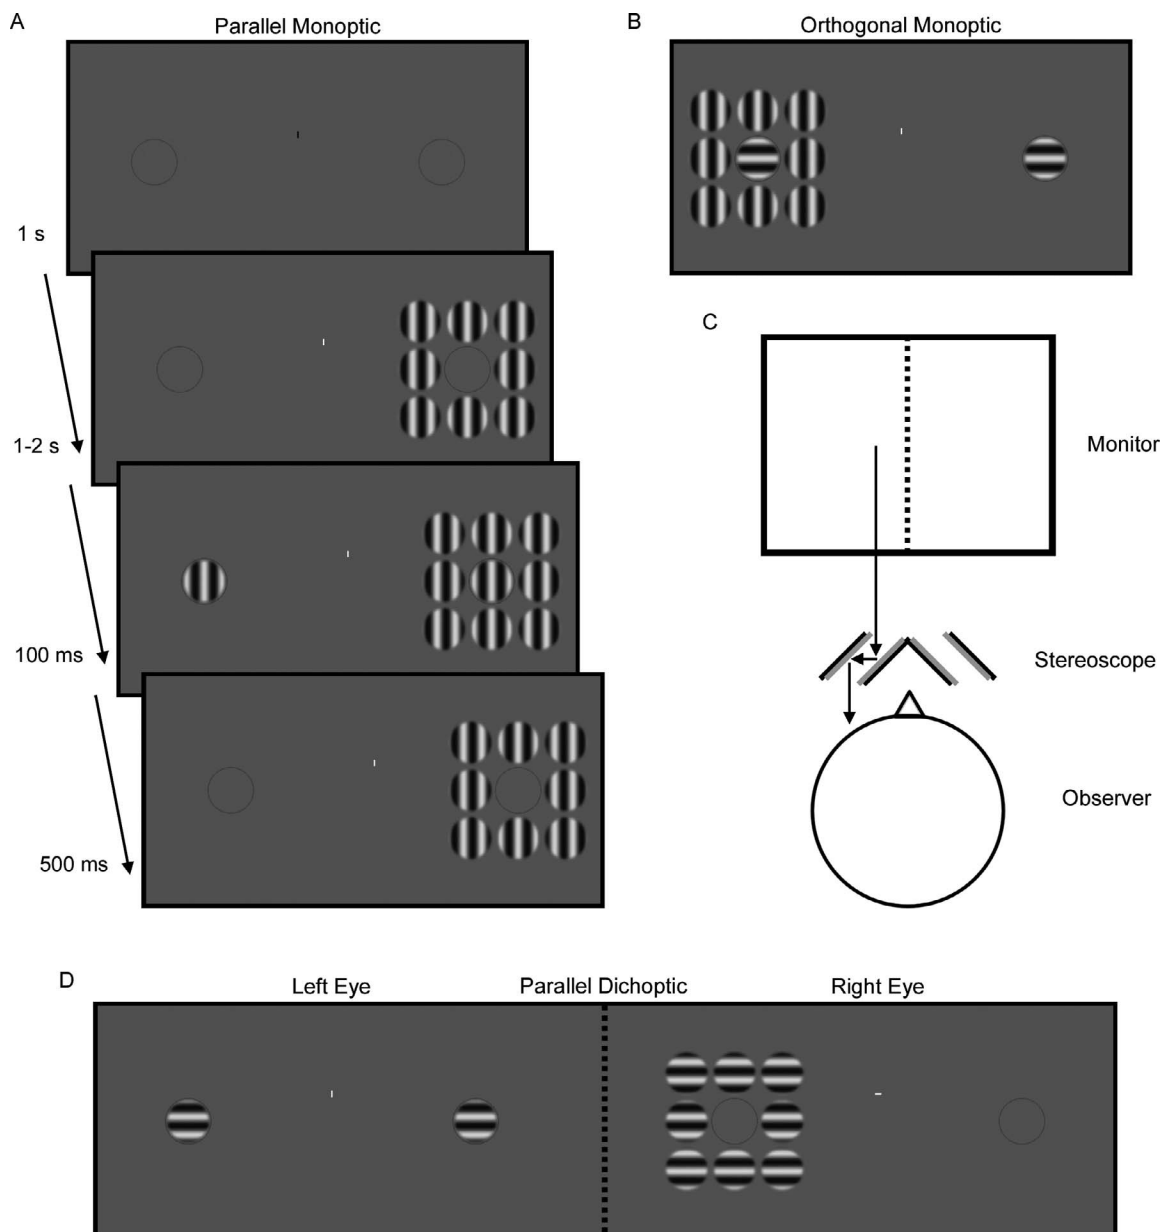 A
Parallel Monoptic
1 s
1-2 s
100 ms
500 ms
B
Orthogonal Monoptic
C
Monitor
Stereoscope
Observer
D
Left Eye
Parallel Dichoptic
Right Eye